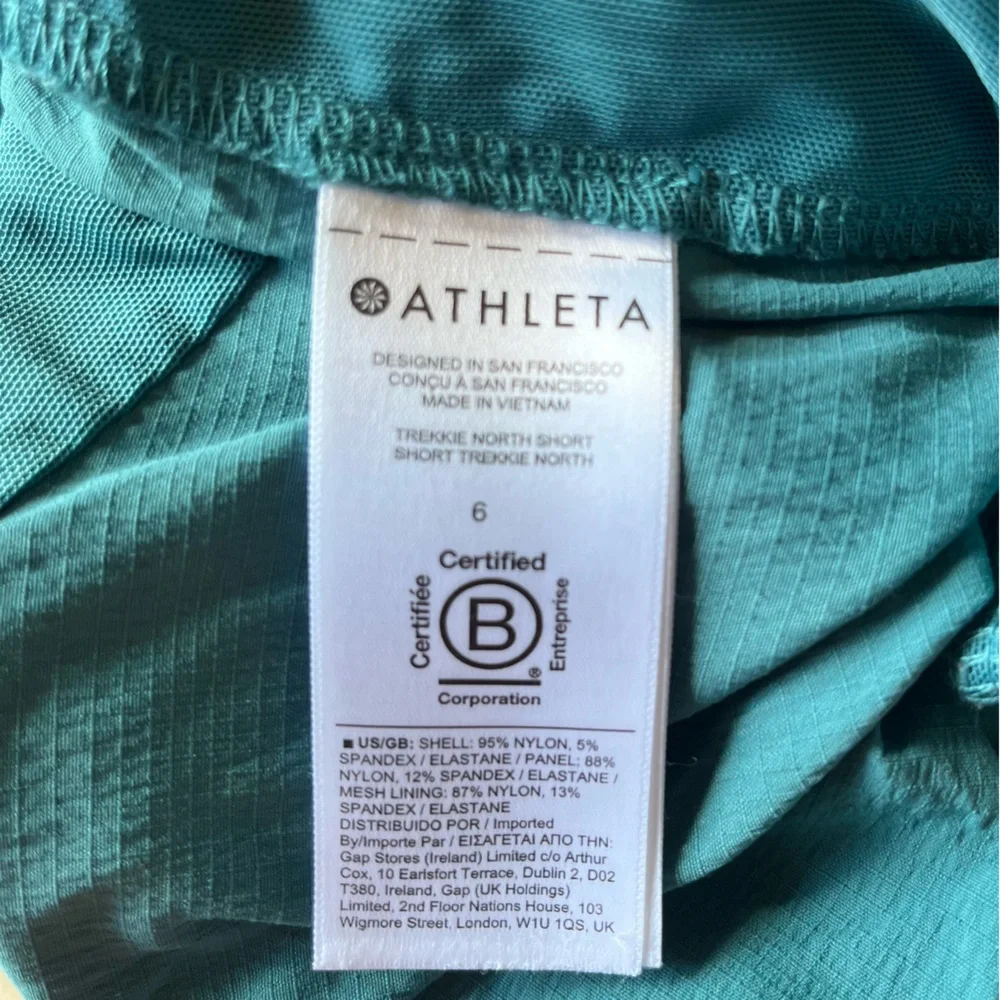 ATHLETA
DESIGNED IN SAN FRANCISCO
CONÇU À SAN FRANCISCO
MADE IN VIETNAM
TREKKIE NORTH SHORT
SHORT TREKKIE NORTH
6
Certified
Certifiée
B
Entreprise
®
Corporation
■ US/GB: SHELL: 95% NYLON, 5%
SPANDEX / ELASTANE / PANEL: 88%
NYLON, 12% SPANDEX / ELASTANE /
MESH LINING: 87% NYLON, 13%
SPANDEX / ELASTANE
DISTRIBUIDO POR / Imported
By/Importe Par / ΕΙΣΑΓΕΤΑΙ ΑΠΟ ΤΗΝ:
Gap Stores (Ireland) Limited c/o Arthur
Cox, 10 Earlsfort Terrace, Dublin 2, D02
T380, Ireland, Gap (UK Holdings)
Limited, 2nd Floor Nations House, 103
Wigmore Street, London, W1U 1QS, UK